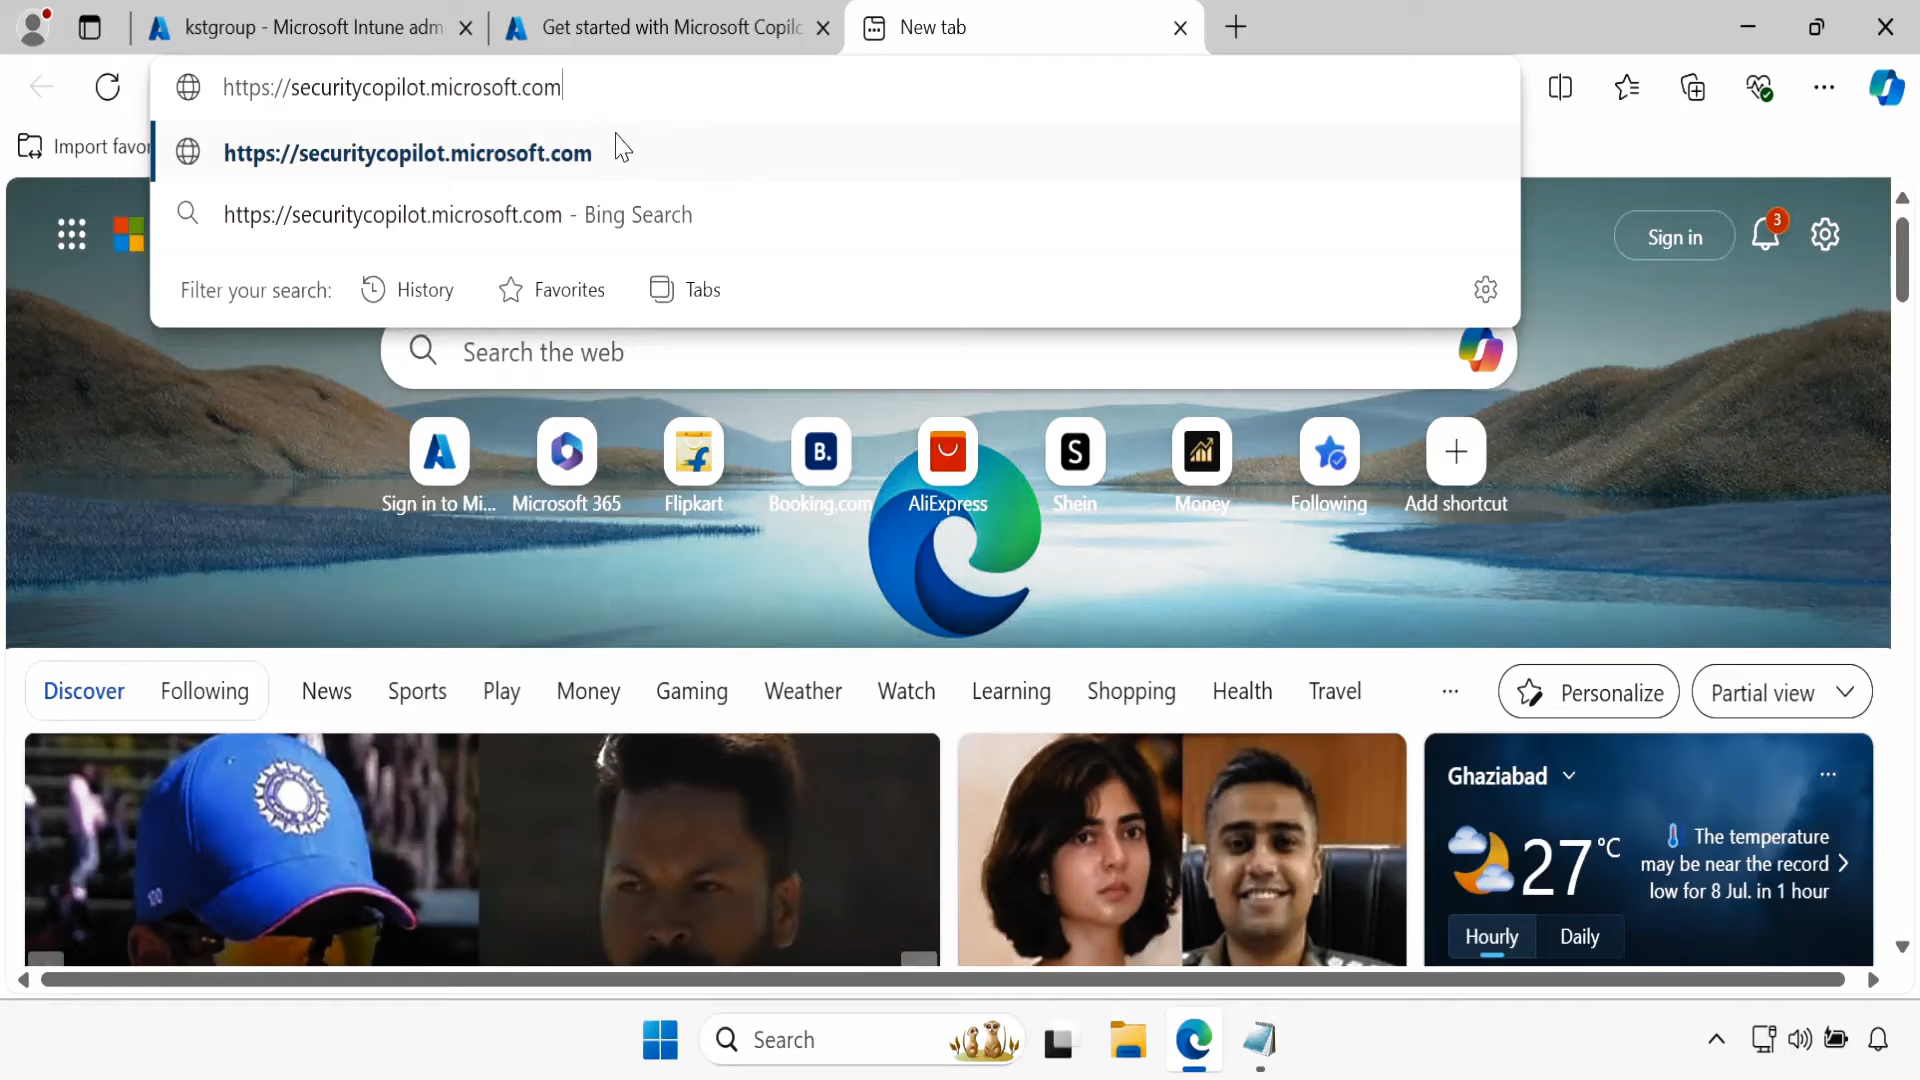 kstgroup - Microsoft Intune adm
Get started with Microsoft Copilo
New tab
https://securitycopilot.microsoft.com
Import favor
https://securitycopilot.microsoft.com
https://securitycopilot.microsoft.com - Bing Search
Filter your search: History Favorites Tabs
Sign in
3
Search the web
B.
S
Sign in to Mi... Microsoft 365 Flipkart Booking.com AliExpress Shein Money Following Add shortcut
Discover Following News Sports Play Money Gaming Weather Watch Learning Shopping Health Travel ... Personalize Partial view
Ghaziabad
27°C
The temperature
may be near the record
low for 8 Jul. in 1 hour
Hourly Daily
Search